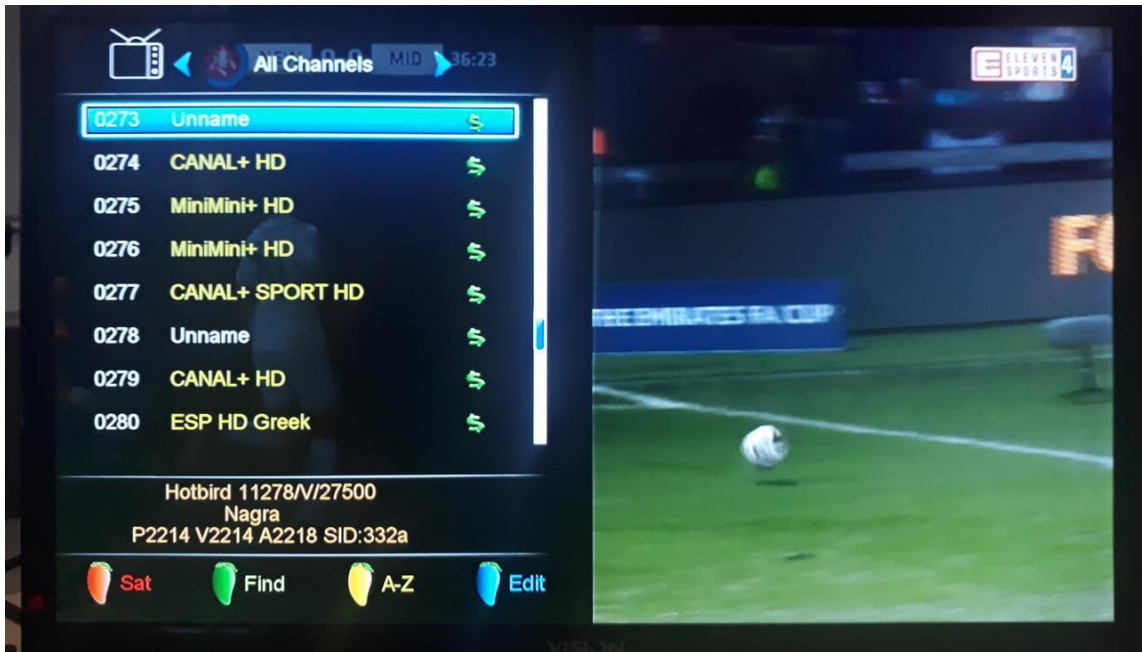 All Channels
MID 36:23
0273 Unname $
0274 CANAL+ HD $
0275 MiniMini+ HD $
0276 MiniMini+ HD $
0277 CANAL+ SPORT HD $
0278 Unname $
0279 CANAL+ HD $
0280 ESP HD Greek $
Hotbird 11278/V/27500
Nagra
P2214 V2214 A2218 SID:332a
Sat Find A-Z Edit
ELEVEN
SPORTS 4
THE EMIRATES FA CUP
VISION